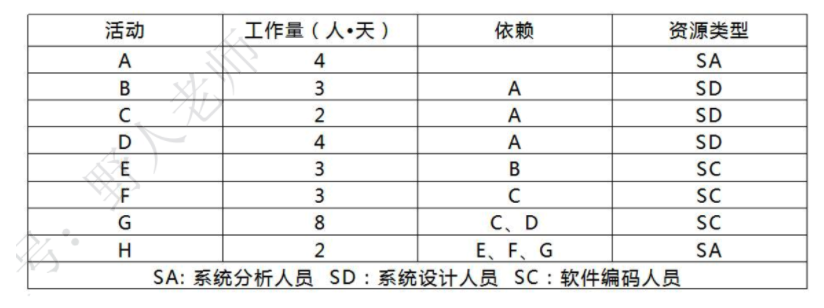 活动 工作量（人•天） 依赖 资源类型
A 4 SA
B 3 A SD
C 2 A SD
D 4 A SD
E 3 B SC
F 3 C SC
G 8 C、D SC
H 2 E、F、G SA
SA: 系统分析人员 SD：系统设计人员 SC：软件编码人员
号：野人老师